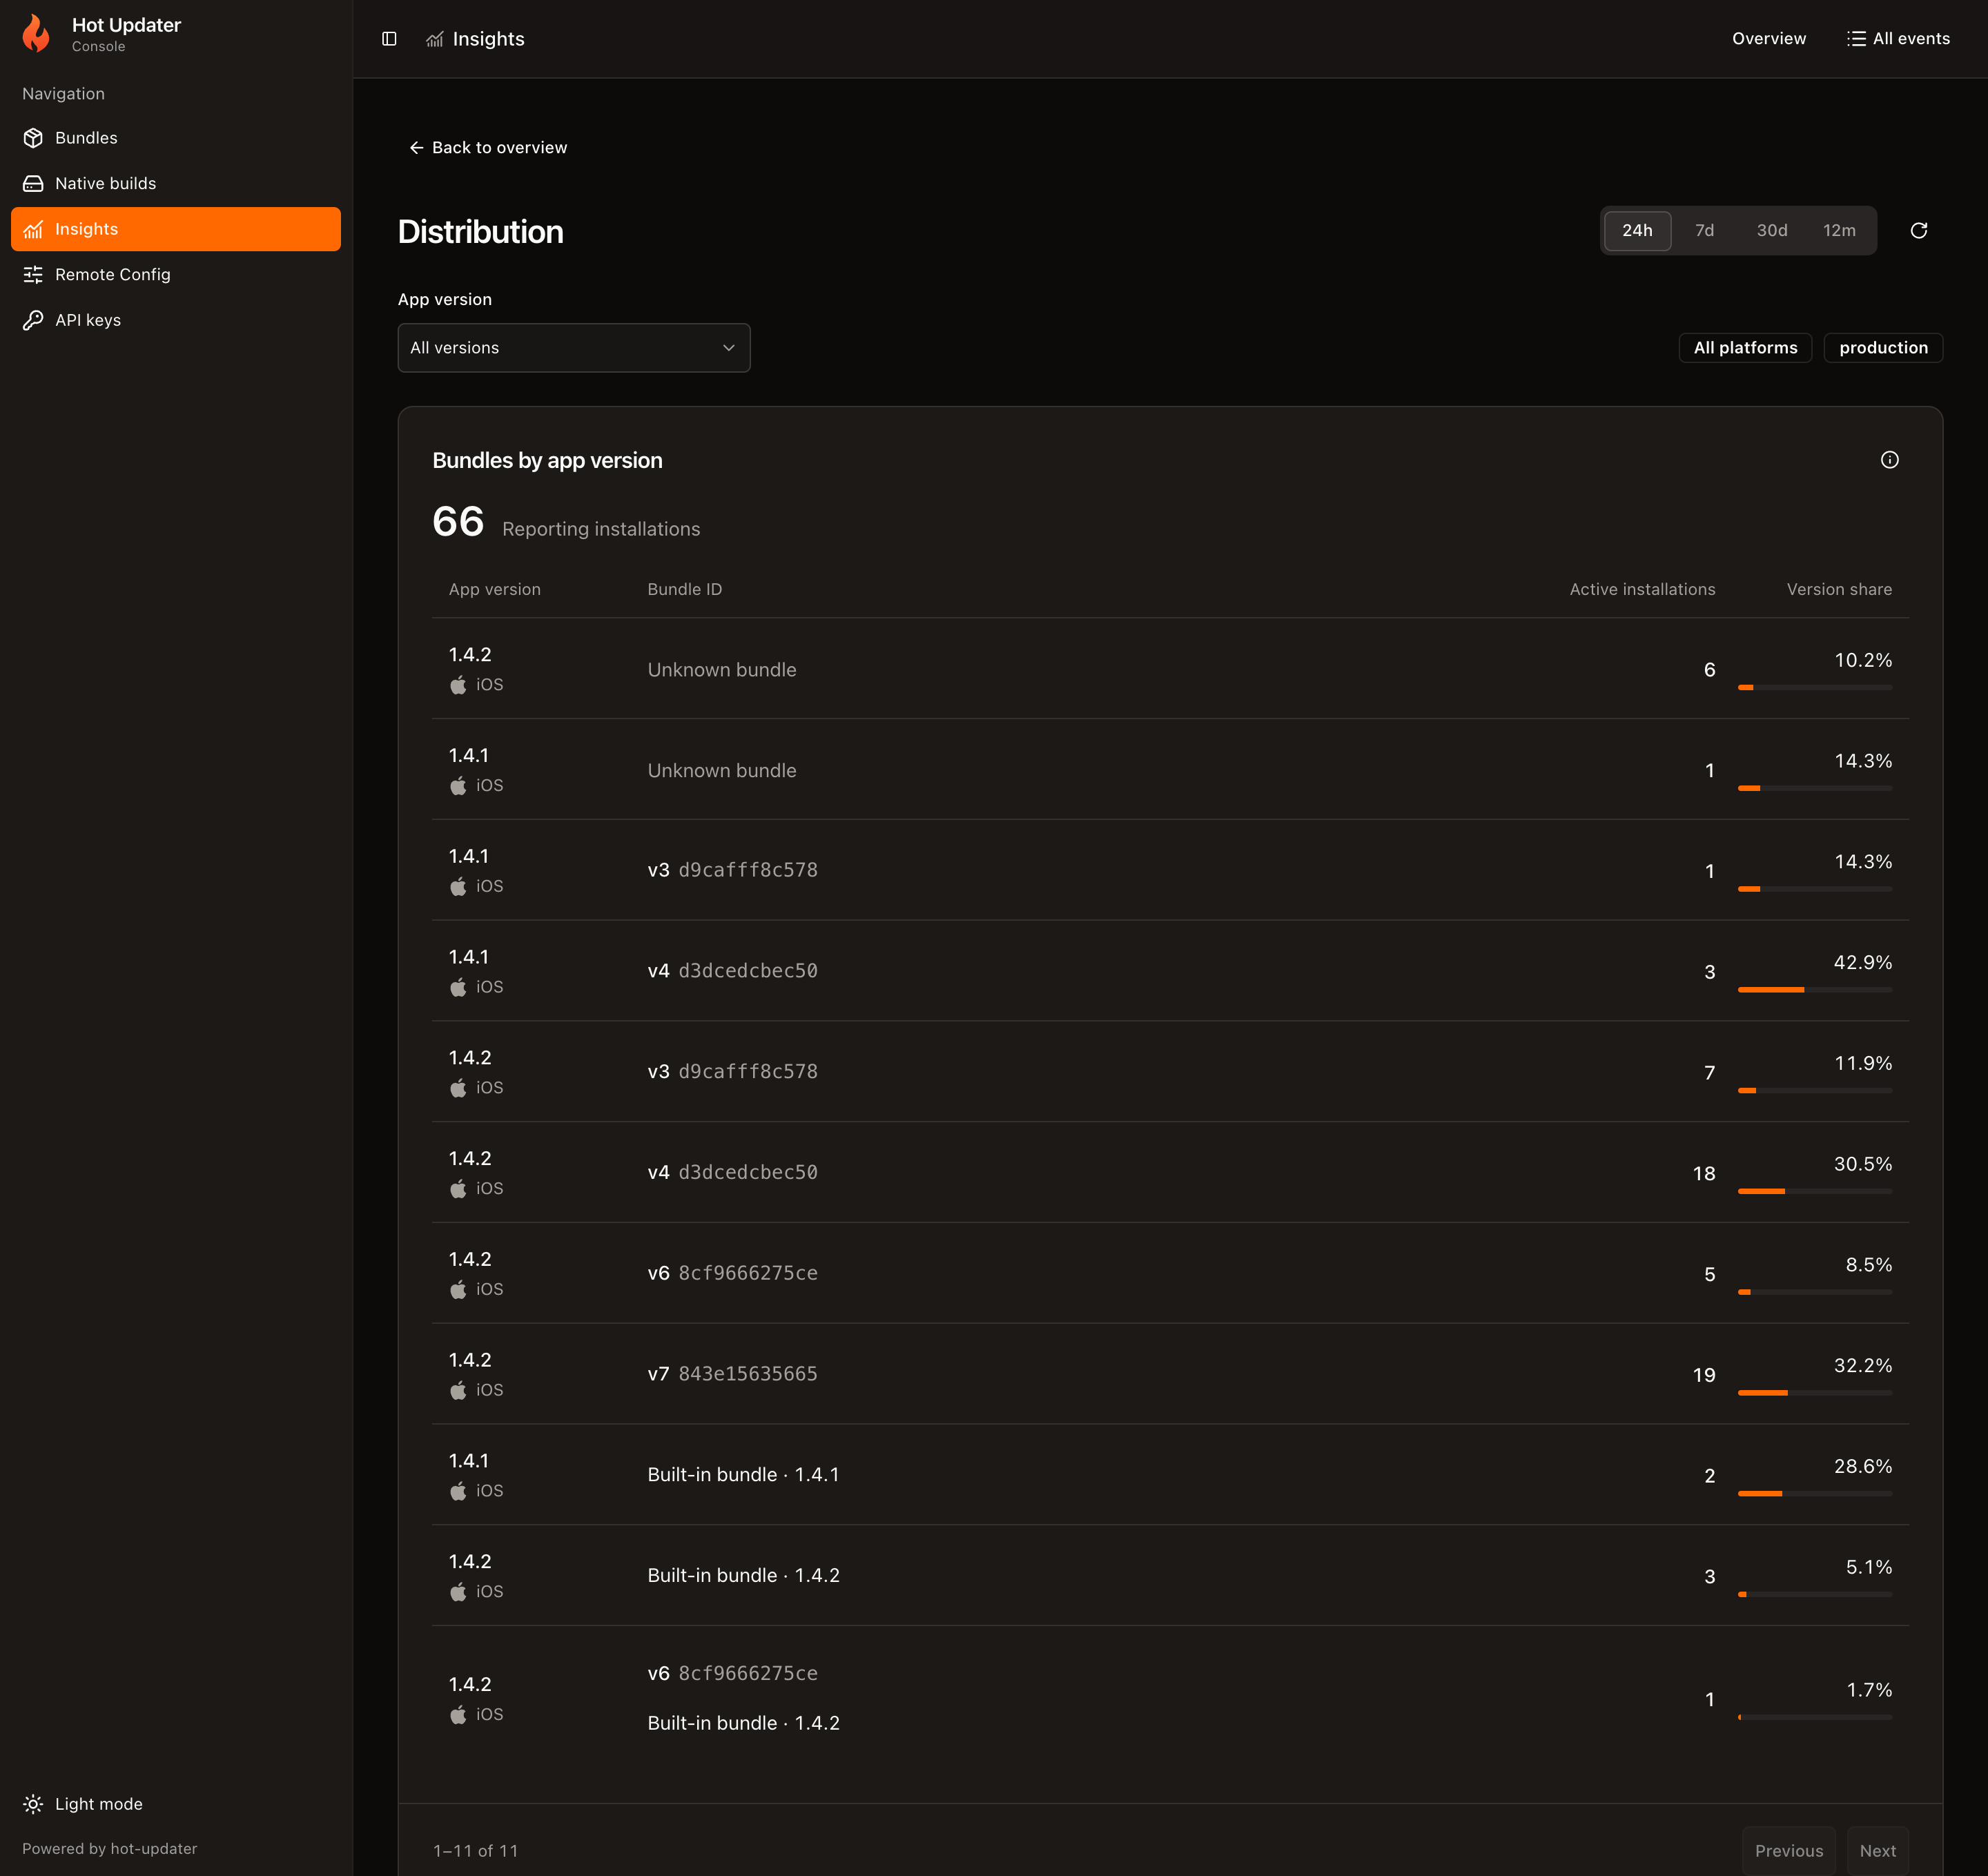 Hot Updater
Console
Navigation
Bundles
Native builds
Insights
Remote Config
API keys
Light mode
Powered by hot-updater
Insights
Overview
All events
Back to overview
Distribution
24h 7d 30d 12m
App version
All versions
All platforms production
Bundles by app version
66 Reporting installations
App version Bundle ID Active installations Version share
1.4.2
iOS
Unknown bundle 6 10.2%
1.4.1
iOS
Unknown bundle 1 14.3%
1.4.1
iOS
v3 d9cafff8c578 1 14.3%
1.4.1
iOS
v4 d3dcedcbec50 3 42.9%
1.4.2
iOS
v3 d9cafff8c578 7 11.9%
1.4.2
iOS
v4 d3dcedcbec50 18 30.5%
1.4.2
iOS
v6 8cf9666275ce 5 8.5%
1.4.2
iOS
v7 843e15635665 19 32.2%
1.4.1
iOS
Built-in bundle · 1.4.1 2 28.6%
1.4.2
iOS
Built-in bundle · 1.4.2 3 5.1%
1.4.2
iOS
v6 8cf9666275ce
Built-in bundle · 1.4.2
1 1.7%
1–11 of 11
Previous Next